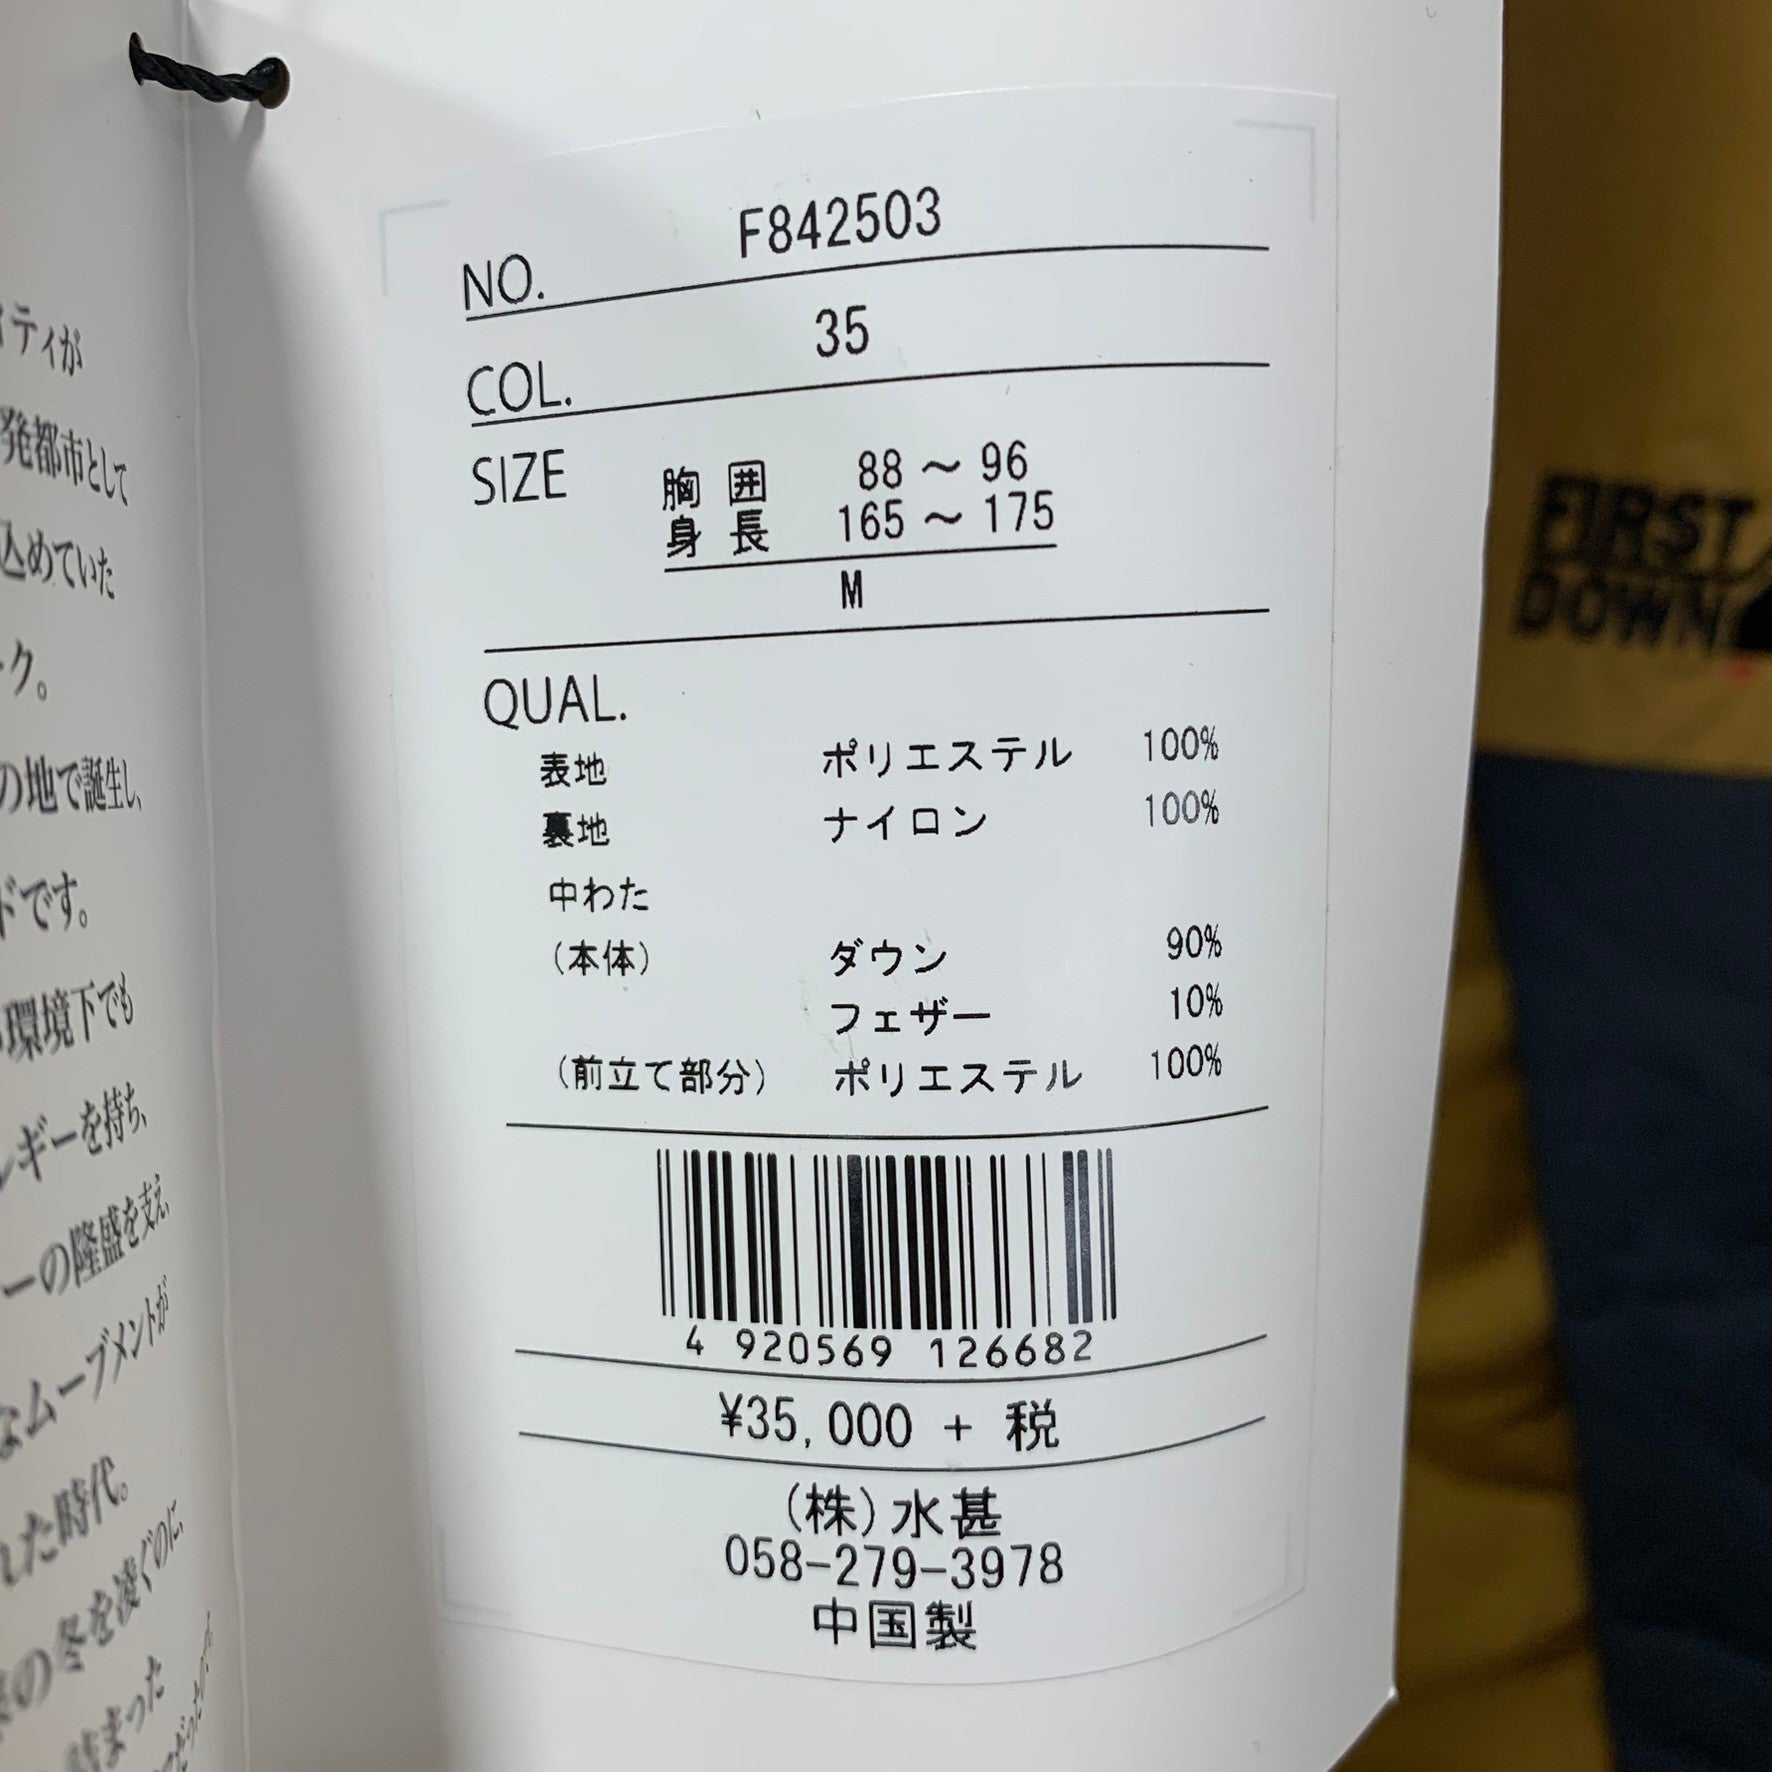 ティが
発都市として
込めていた
ク。
の地で誕生し、
ドです。
環境下でも
ルギーを持ち、
ーの隆盛を支え、
なムーブメントが
れた時代。
の冬を凌ぐのに、
詰まった
NO. F842503
COL. 35
SIZE 胸囲 88 ～ 96
身長 165 ～ 175
M
QUAL.
表地 ポリエステル 100%
裏地 ナイロン 100%
中わた
(本体) ダウン 90%
フェザー 10%
(前立て部分) ポリエステル 100%
4 920569 126682
¥35,000 + 税
(株)水甚
058-279-3978
中国製
FIRST
DOWN